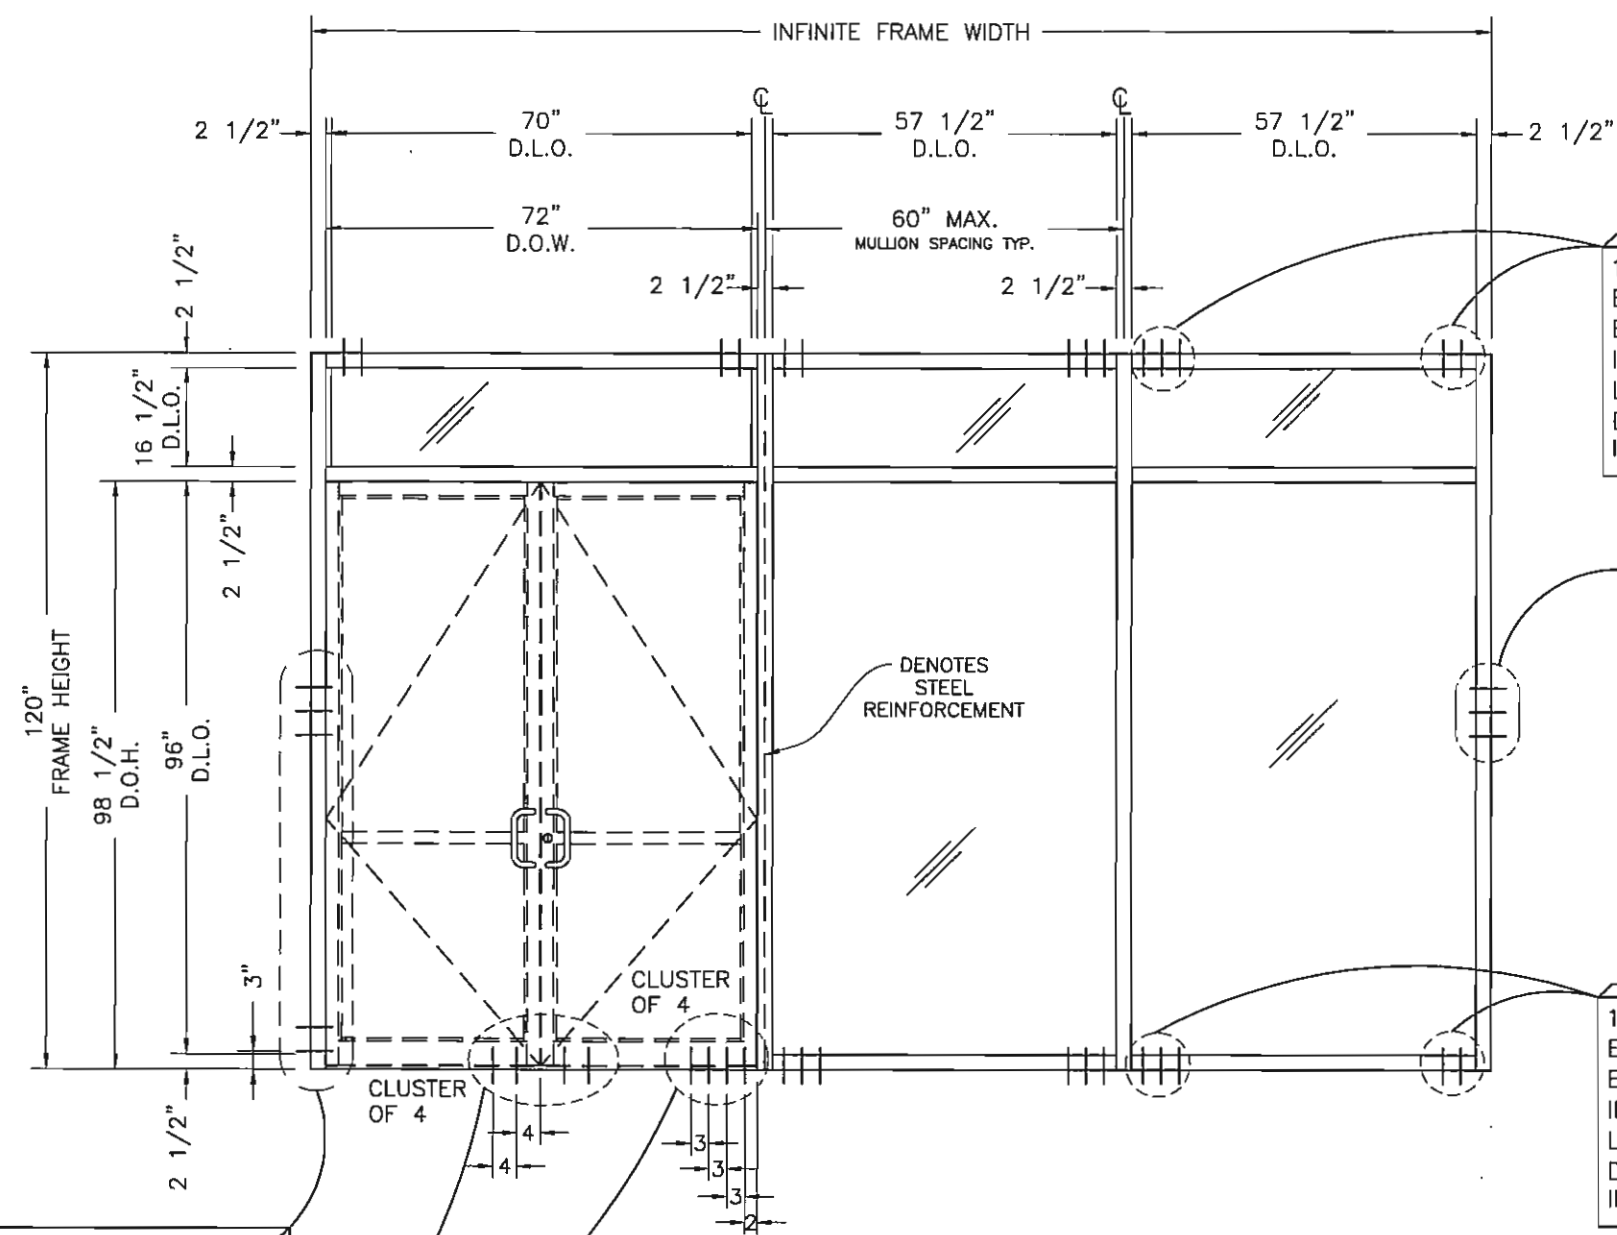 INFINITE FRAME WIDTH
℄
℄
2 1/2"
70"
D.L.O.
57 1/2"
D.L.O.
57 1/2"
D.L.O.
2 1/2"
72"
D.O.W.
60" MAX.
MULLION SPACING TYP.
2 1/2"
2 1/2"
2 1/2"
16 1/2"
D.L.O.
2 1/2"
120"
FRAME HEIGHT
98 1/2"
D.O.H.
96"
D.L.O.
3"
2 1/2"
DENOTES
STEEL
REINFORCEMENT
CLUSTER
OF 4
CLUSTER
OF 4
4
4
3
3
3
2